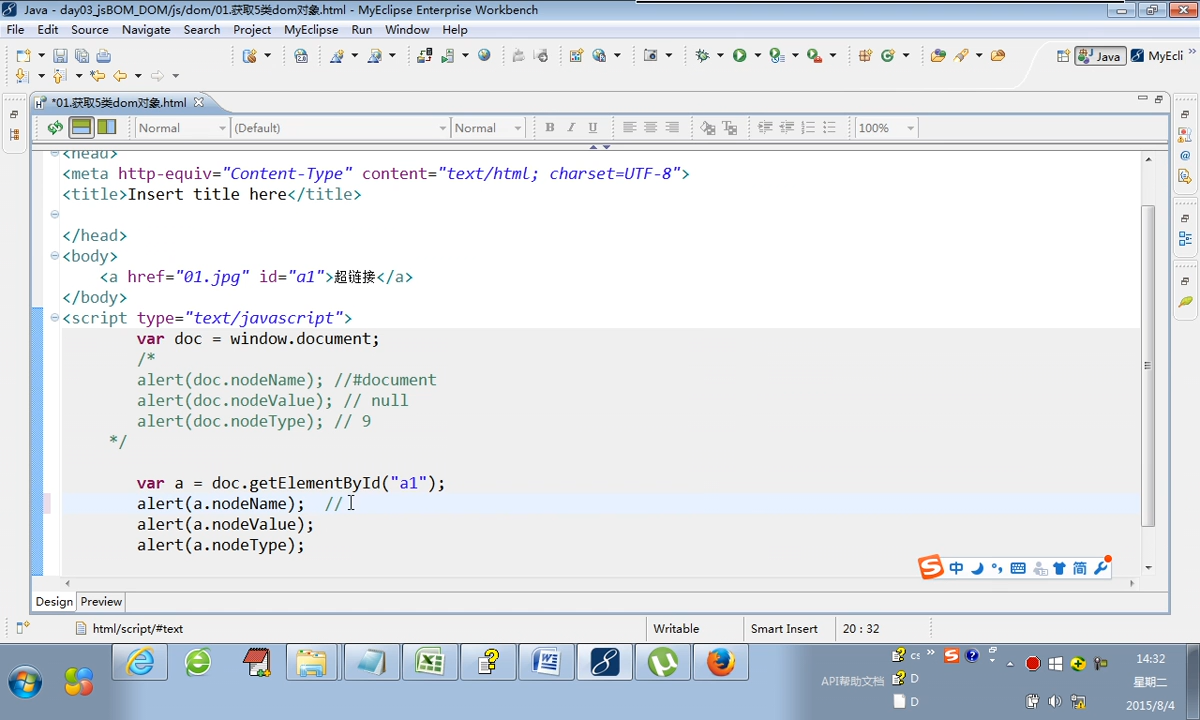 Java - day03_jsBOM_DOM/js/dom/01.获取5类dom对象.html - MyEclipse Enterprise Workbench
File Edit Source Navigate Search Project MyEclipse Run Window Help
Java MyEcli
*01.获取5类dom对象.html
Normal (Default) Normal B I U 100%
<head>
<meta http-equiv="Content-Type" content="text/html; charset=UTF-8">
<title>Insert title here</title>
</head>
<body>
<a href="01.jpg" id="a1">超链接</a>
</body>
<script type="text/javascript">
var doc = window.document;
/*
alert(doc.nodeName); //#document
alert(doc.nodeValue); // null
alert(doc.nodeType); // 9
*/
var a = doc.getElementById("a1");
alert(a.nodeName); //
alert(a.nodeValue);
alert(a.nodeType);
中 简
Design Preview
html/script/#text Writable Smart Insert 20 : 32
API帮助文档
cs
D
D
14:32
星期二
2015/8/4